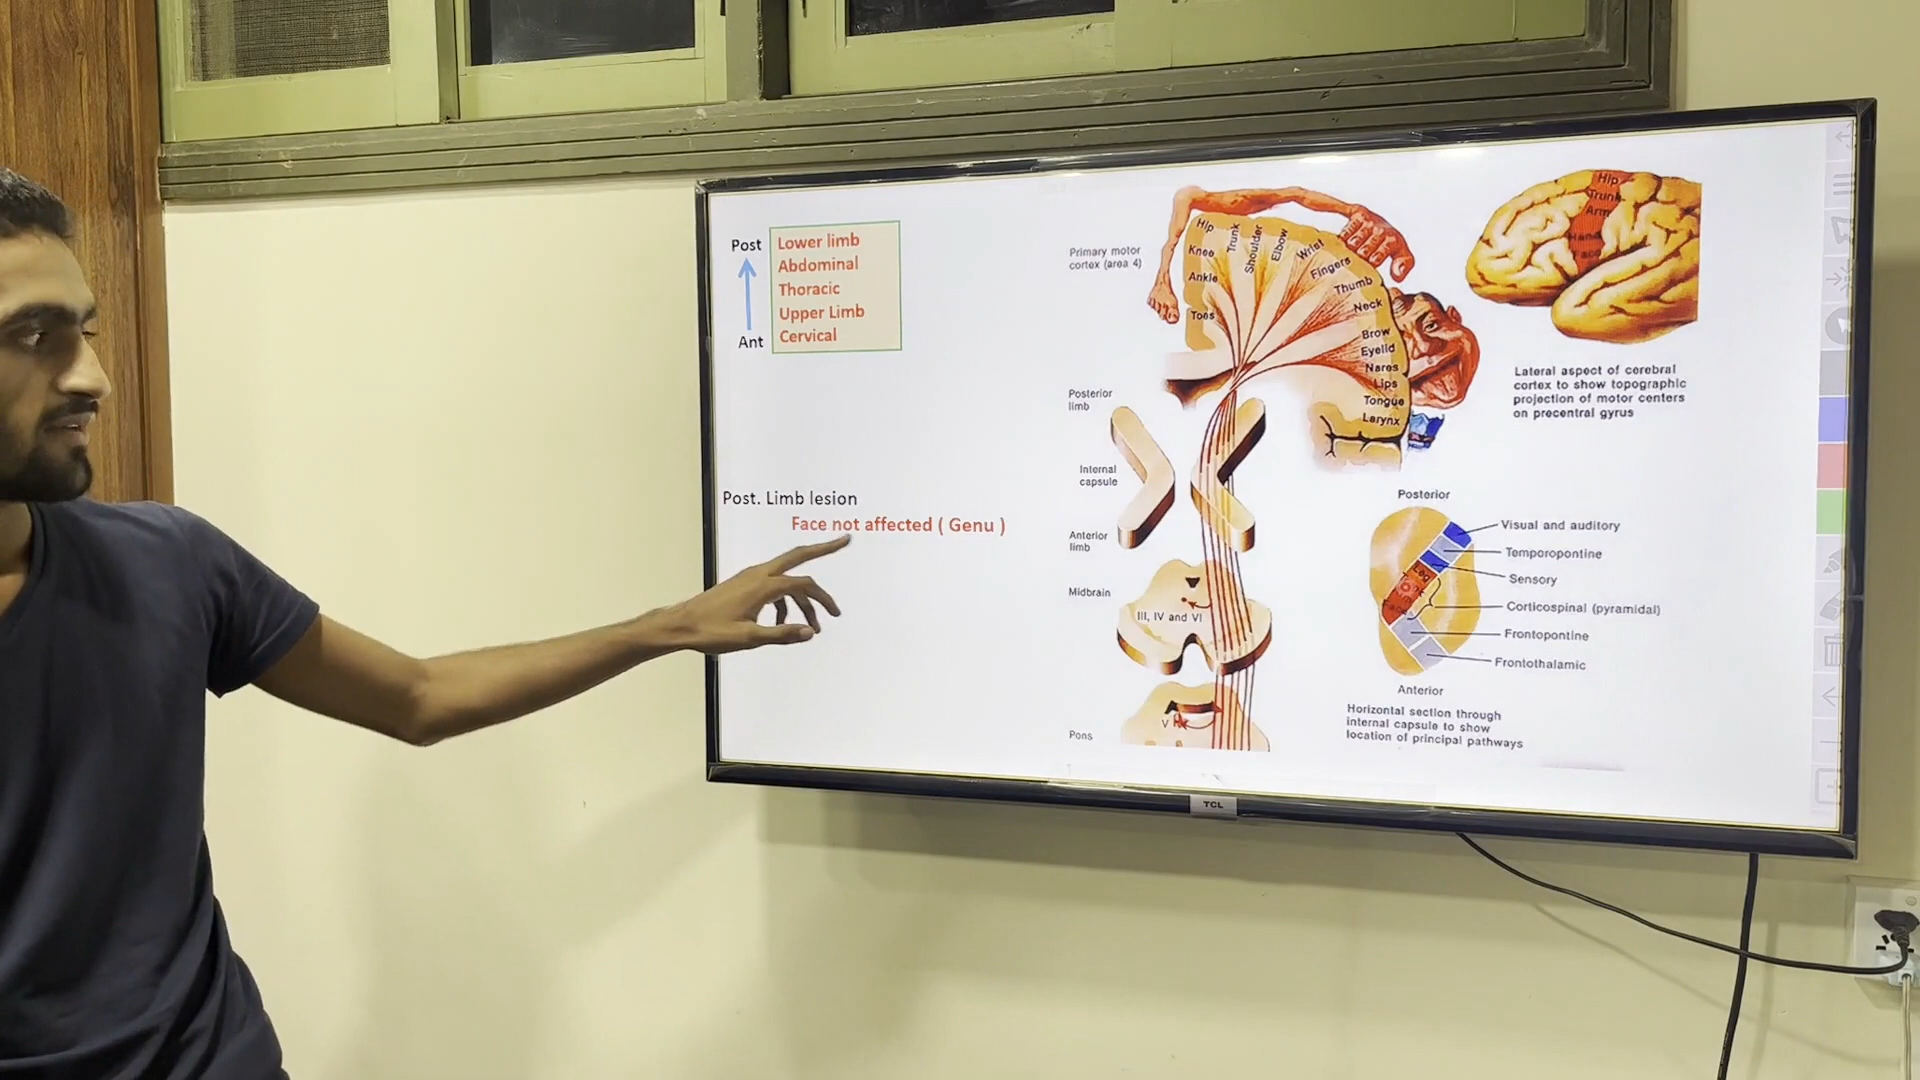 Post
Lower limb
Abdominal
Thoracic
Upper Limb
Ant
Cervical
Post. Limb lesion
Face not affected ( Genu )
Primary motor
cortex (area 4)
Hip
Trunk
Shoulder
Elbow
Wrist
Fingers
Thumb
Neck
Brow
Eyelid
Nares
Lips
Tongue
Larynx
Knee
Ankle
Toes
Posterior
limb
Internal
capsule
Anterior
limb
Midbrain
III, IV and VI
Pons
V
Hip
Trunk
Arm
Hand
Face
Lateral aspect of cerebral
cortex to show topographic
projection of motor centers
on precentral gyrus
Posterior
Visual and auditory
Temporopontine
Sensory
Corticospinal (pyramidal)
Frontopontine
Frontothalamic
Leg
Anterior
Horizontal section through
internal capsule to show
location of principal pathways
TCL